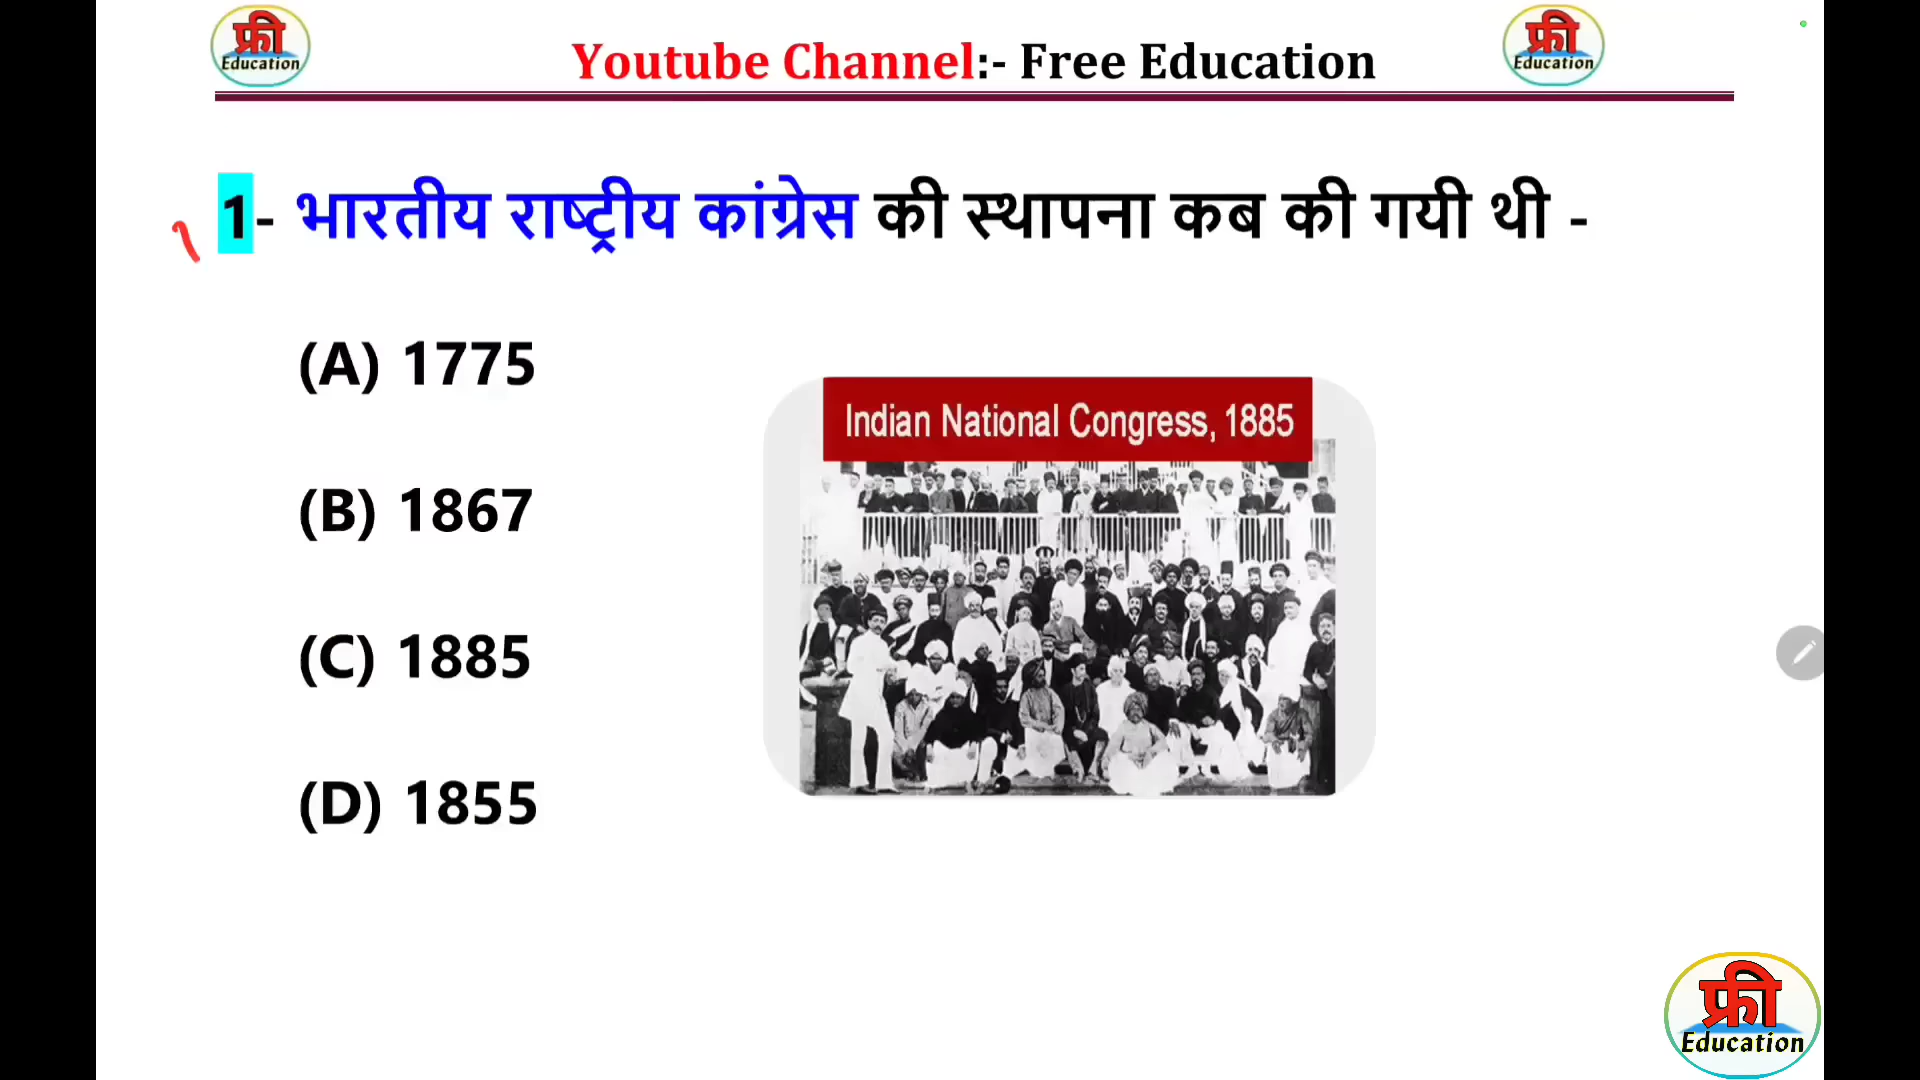 फ्री
Education
Youtube Channel:- Free Education
फ्री
Education
1- भारतीय राष्ट्रीय कांग्रेस की स्थापना कब की गयी थी -
(A) 1775
(B) 1867
(C) 1885
(D) 1855
Indian National Congress, 1885
फ्री
Education